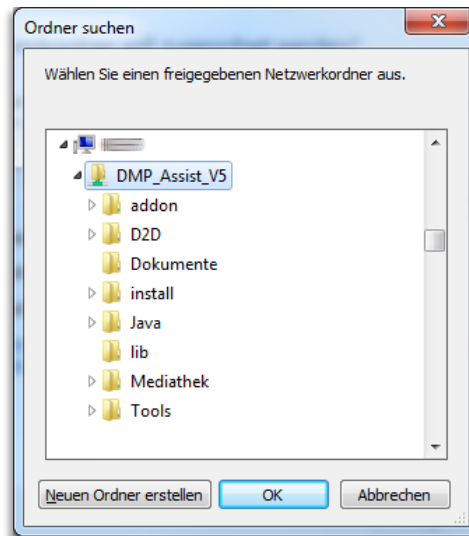 Ordner suchen
Wählen Sie einen freigegebenen Netzwerkordner aus.
DMP_Assist_V5
addon
D2D
Dokumente
install
Java
lib
Mediathek
Tools
Neuen Ordner erstellen OK Abbrechen